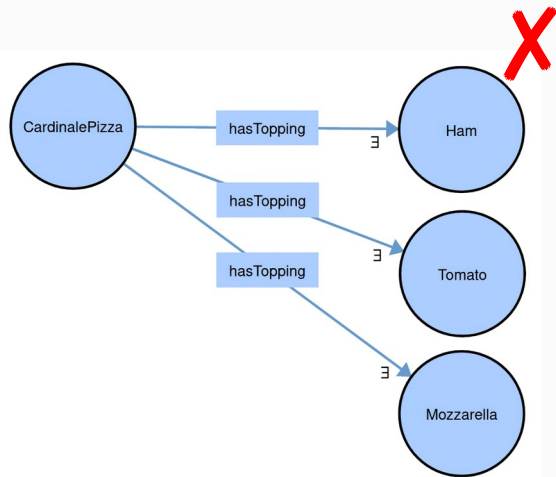 CardinalePizza
hasTopping
∃
Ham
hasTopping
∃
Tomato
hasTopping
∃
Mozzarella